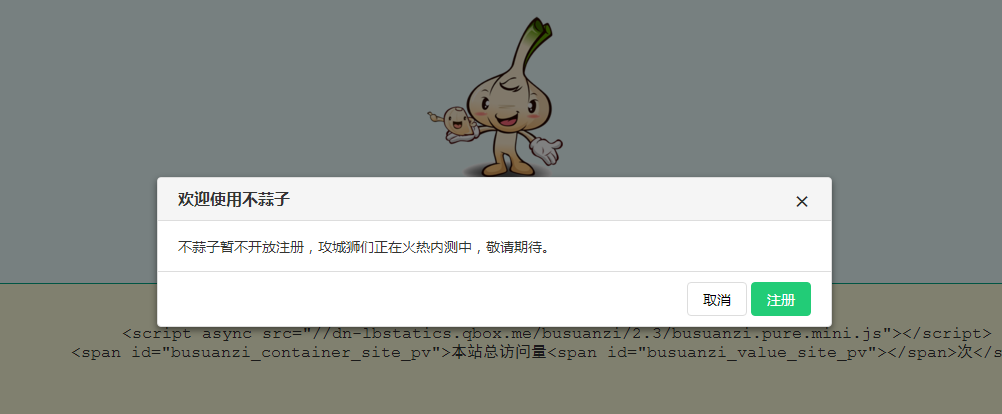 欢迎使用不蒜子
×
不蒜子暂不开放注册，攻城狮们正在火热内测中，敬请期待。
取消 注册
<script async src="//dn-lbstatics.qbox.me/busuanzi/2.3/busuanzi.pure.mini.js"></script>
<span id="busuanzi_container_site_pv">本站总访问量<span id="busuanzi_value_site_pv"></span>次</s